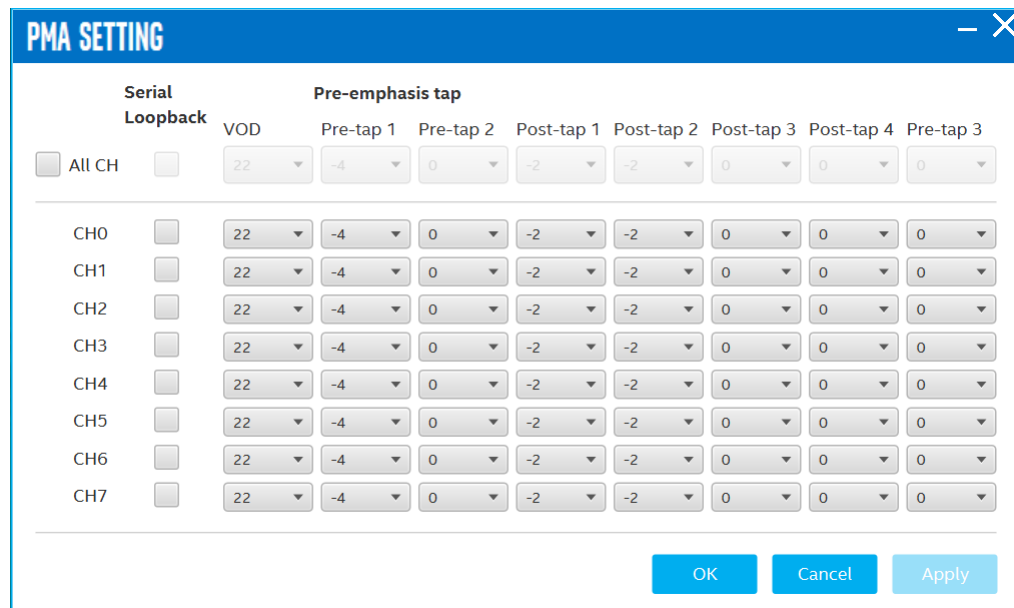 PMA SETTING
Serial Loopback
Pre-emphasis tap
VOD Pre-tap 1 Pre-tap 2 Post-tap 1 Post-tap 2 Post-tap 3 Post-tap 4 Pre-tap 3
All CH 22 -4 0 -2 -2 0 0 0
CH0 22 -4 0 -2 -2 0 0 0
CH1 22 -4 0 -2 -2 0 0 0
CH2 22 -4 0 -2 -2 0 0 0
CH3 22 -4 0 -2 -2 0 0 0
CH4 22 -4 0 -2 -2 0 0 0
CH5 22 -4 0 -2 -2 0 0 0
CH6 22 -4 0 -2 -2 0 0 0
CH7 22 -4 0 -2 -2 0 0 0
OK Cancel Apply